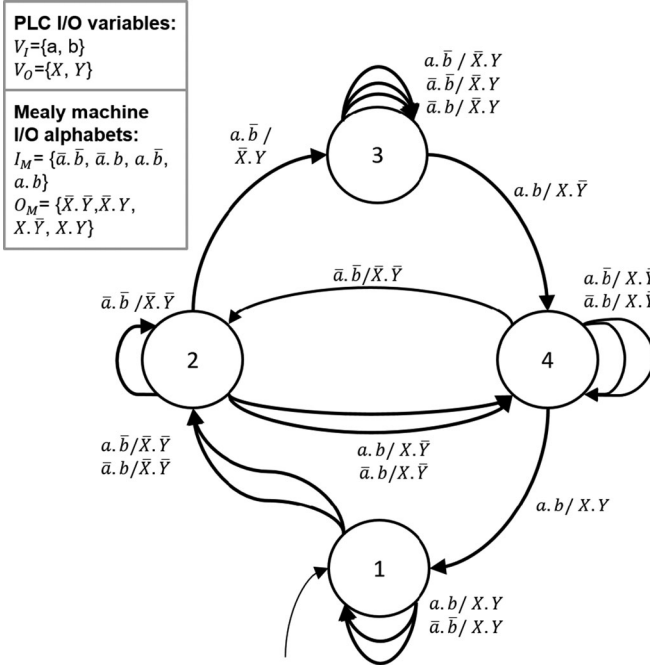 PLC I/O variables:
V_I={a, b}
V_O={X, Y}
Mealy machine
I/O alphabets:
I_M= {a̅.b̅, a̅.b, a.b̅,
a.b}
O_M= {X̅.Y̅,X̅.Y,
X.Y̅, X.Y}
a.b̅ / X̅.Y
a̅.b̅/ X̅.Y
a̅.b/ X̅.Y
a.b̅ /
X̅.Y
3
a.b/ X.Y̅
a̅.b̅/X̅.Y̅
a̅.b̅ /X̅.Y̅
a.b̅/ X.Y̅
a̅.b/ X.Y̅
2
4
a.b̅/X̅.Y̅
a̅.b/X̅.Y̅
a.b/ X.Y̅
a̅.b/X.Y̅
a.b/ X.Y
1
a.b/ X.Y
a̅.b̅/ X.Y